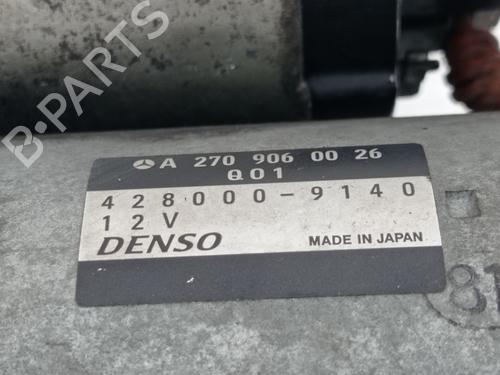 B-PARTS
A 270 906 00 26
Q01
428000-9140
12V
DENSO
MADE IN JAPAN
81